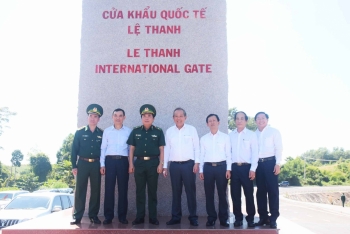 CỬA KHẨU QUỐC TẾ
LỆ THANH
LE THANH
INTERNATIONAL GATE